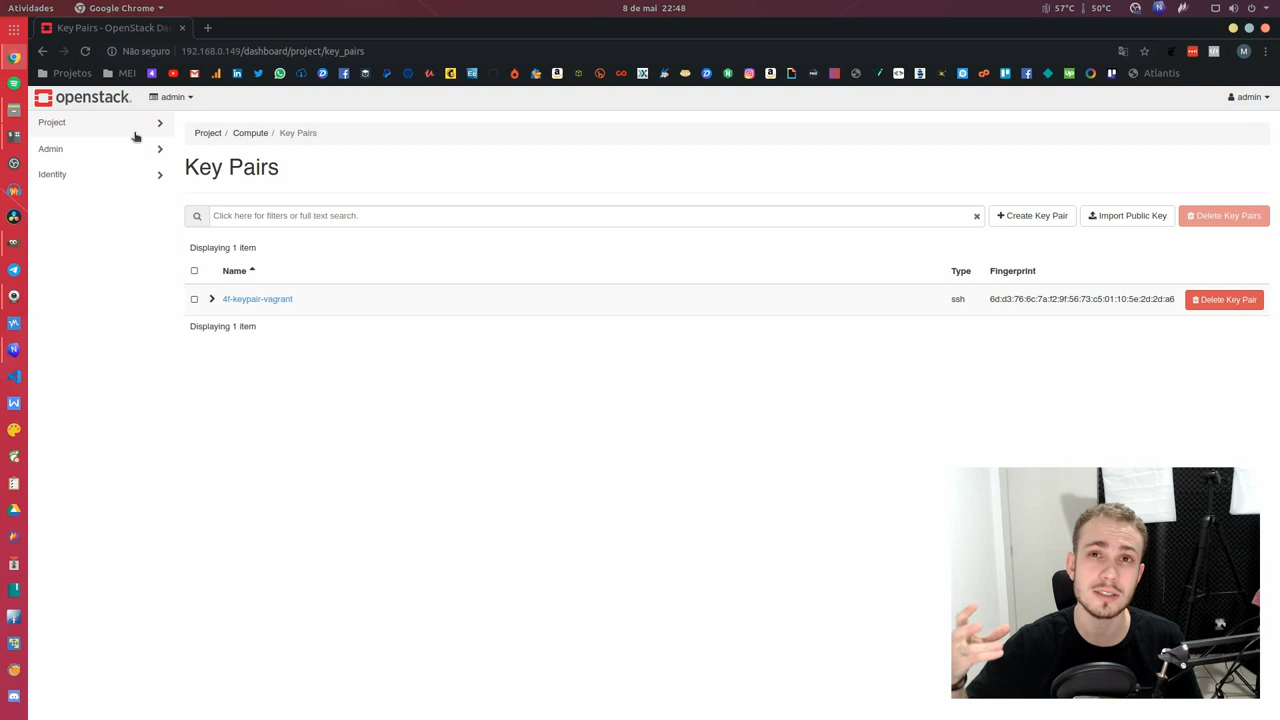 Atividades
Google Chrome
8 de mai 22:48
57°C
50°C
Key Pairs - OpenStack Da
Não seguro
192.168.0.149/dashboard/project/key_pairs
M
Projetos
MEI
Atlantis
openstack.
admin
admin
Project
Admin
Identity
Project / Compute / Key Pairs
Key Pairs
Click here for filters or full text search.
Create Key Pair
Import Public Key
Delete Key Pairs
Displaying 1 item
Name
Type
Fingerprint
4f-keypair-vagrant
ssh
6d:d3:76:6c:7a:f2:9f:56:73:c5:01:10:5e:2d:2d:a6
Delete Key Pair
Displaying 1 item